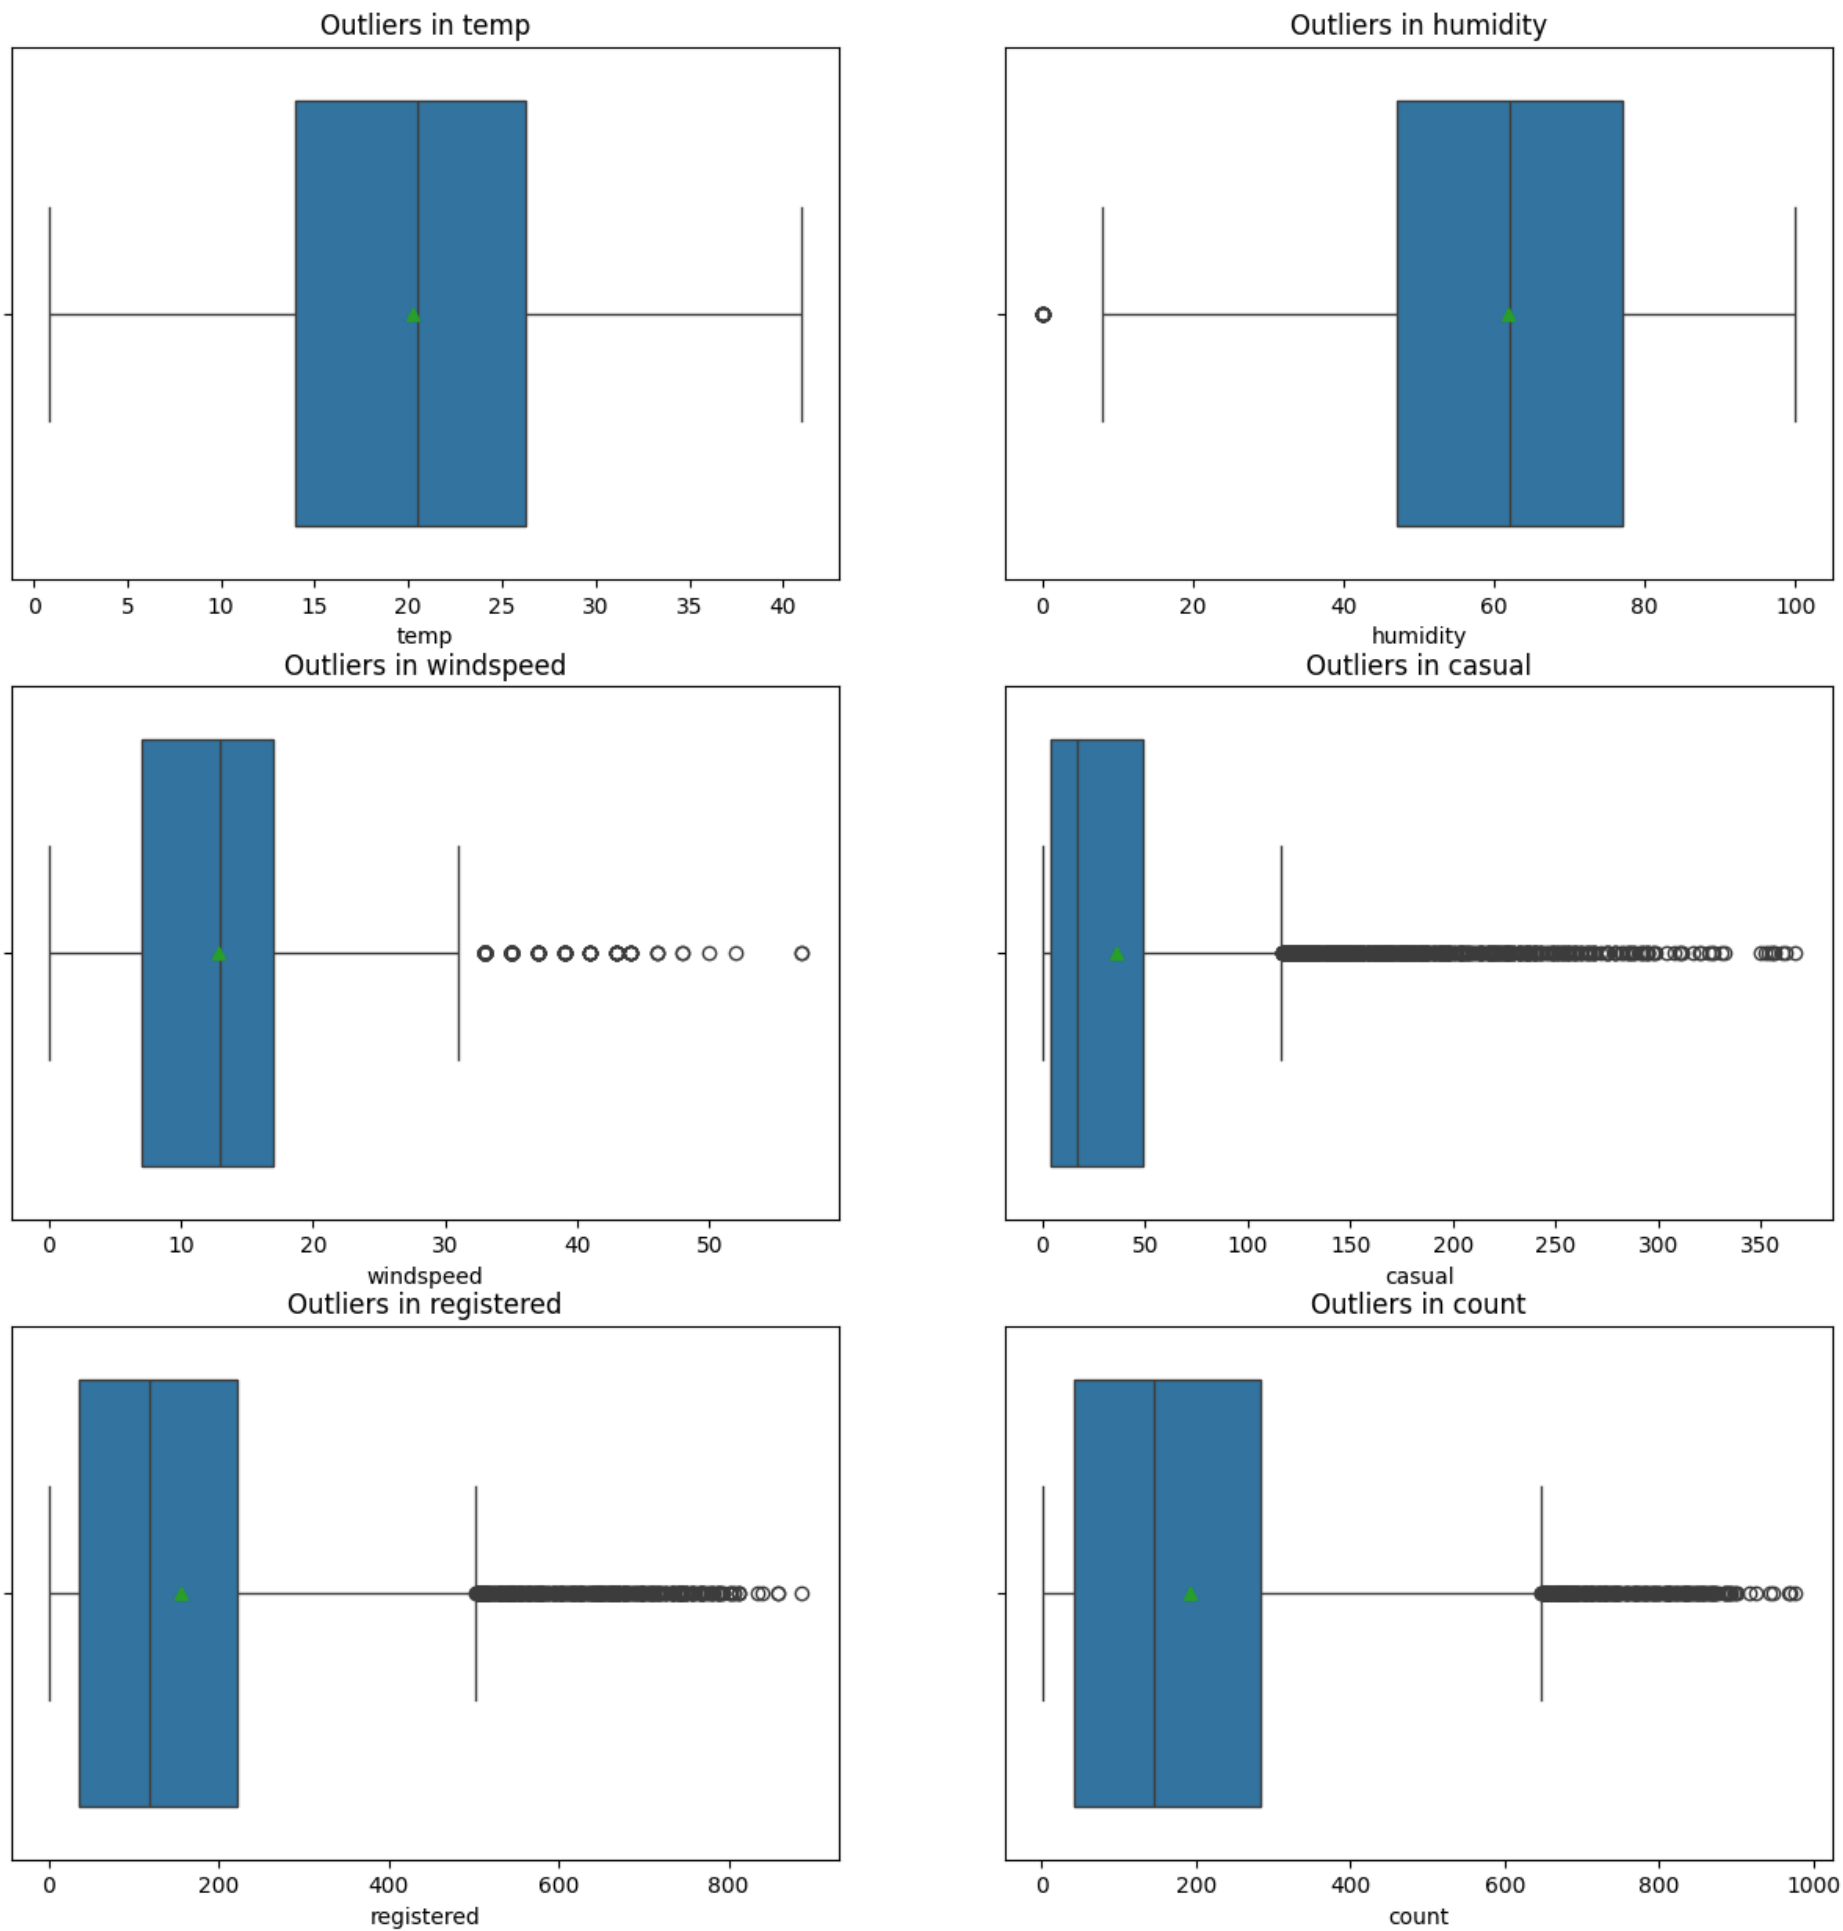 Outliers in temp
0 5 10 15 20 25 30 35 40
temp
Outliers in humidity
0 20 40 60 80 100
humidity
Outliers in windspeed
0 10 20 30 40 50
windspeed
Outliers in casual
0 50 100 150 200 250 300 350
casual
Outliers in registered
0 200 400 600 800
registered
Outliers in count
0 200 400 600 800 1000
count